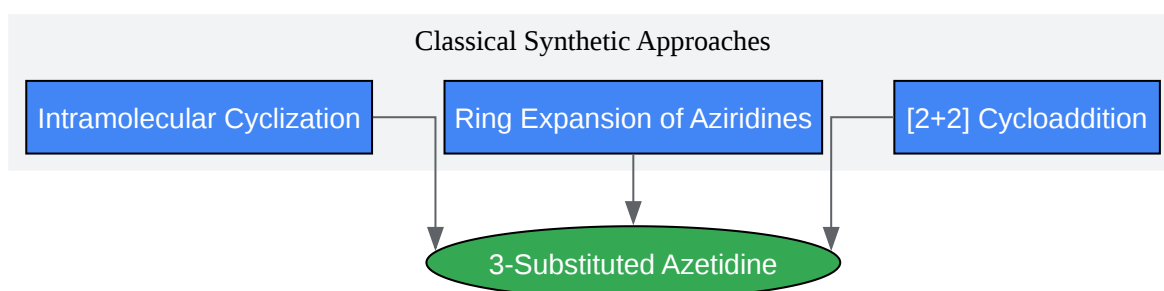 Classical Synthetic Approaches
Intramolecular Cyclization
Ring Expansion of Aziridines
[2+2] Cycloaddition
3-Substituted Azetidine